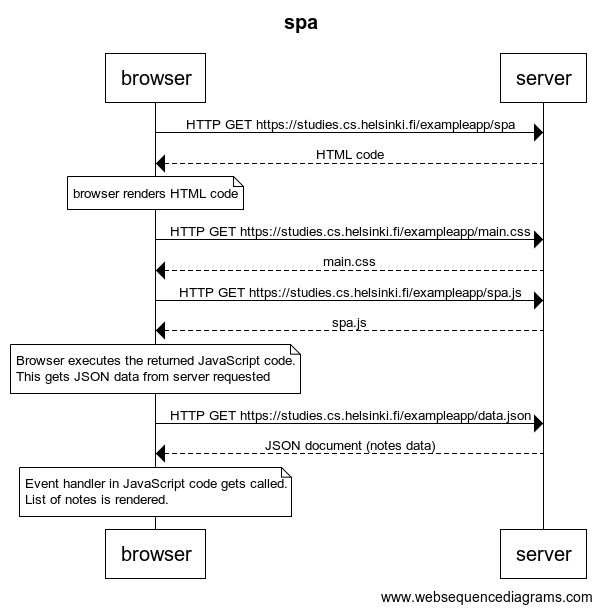 spa
browser
server
HTTP GET https://studies.cs.helsinki.fi/exampleapp/spa
HTML code
browser renders HTML code
HTTP GET https://studies.cs.helsinki.fi/exampleapp/main.css
main.css
HTTP GET https://studies.cs.helsinki.fi/exampleapp/spa.js
spa.js
Browser executes the returned JavaScript code.
This gets JSON data from server requested
HTTP GET https://studies.cs.helsinki.fi/exampleapp/data.json
JSON document (notes data)
Event handler in JavaScript code gets called.
List of notes is rendered.
browser
server
www.websequencediagrams.com